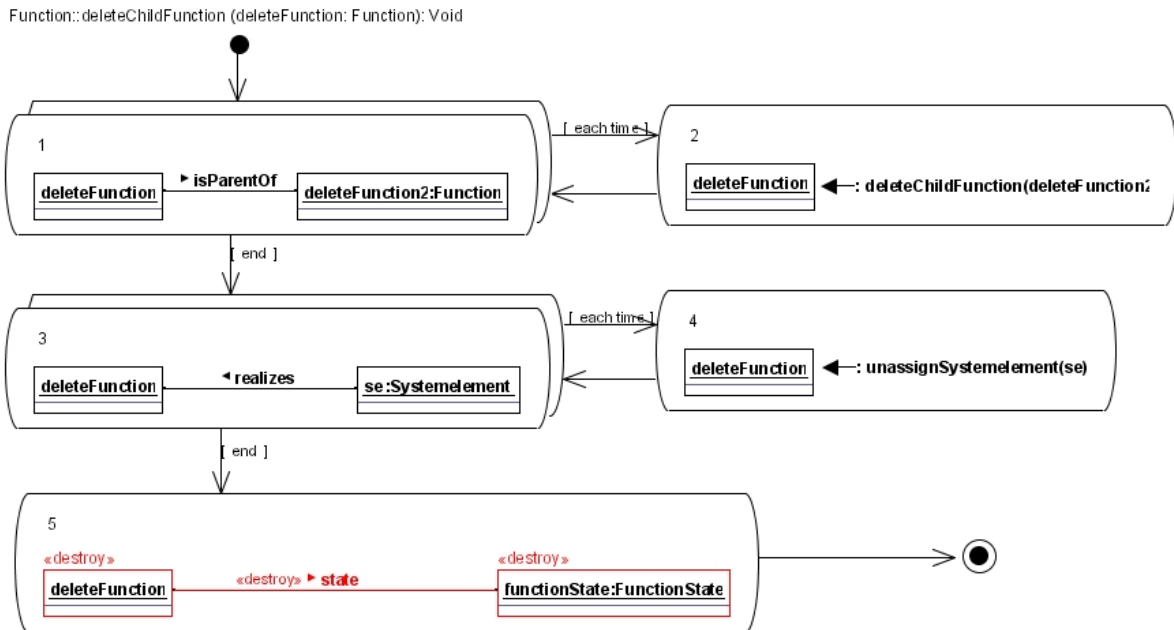 Function::deleteChildFunction (deleteFunction: Function): Void
[ each time ]
1
2
deleteFunction
► isParentOf
deleteFunction2:Function
deleteFunction
: deleteChildFunction(deleteFunction2
[ end ]
[ each time ]
3
4
deleteFunction
◄ realizes
se:Systemelement
deleteFunction
: unassignSystemelement(se)
[ end ]
5
«destroy»
«destroy»
deleteFunction
«destroy» ► state
functionState:FunctionState